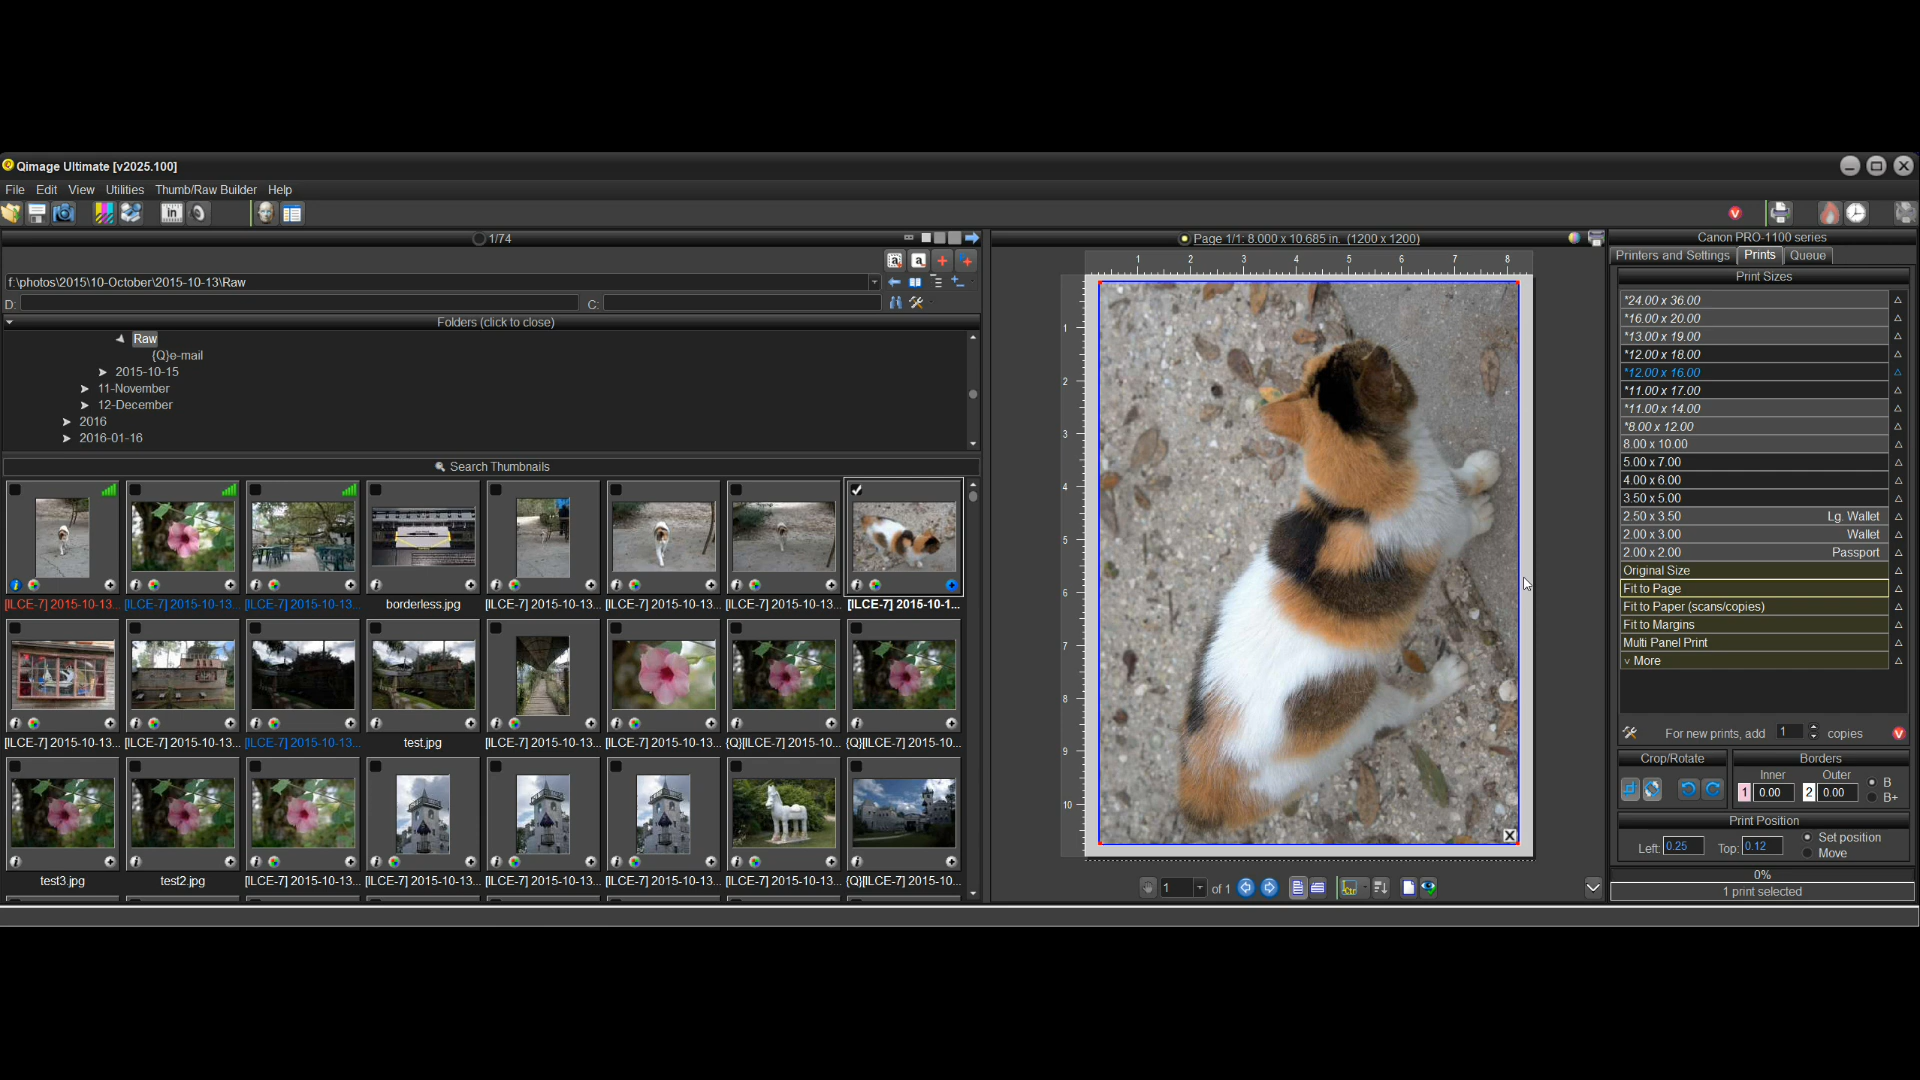 Qimage Ultimate [v2025.100]
File Edit View Utilities Thumb/Raw Builder Help
in
V
1/74
Page 1/1: 8.000 x 10.685 in. (1200 x 1200)
Canon PRO-1100 series
Printers and Settings Prints Queue
Print Sizes
a a
f:\photos\2015\10-October\2015-10-13\Raw
D: C:
Folders (click to close)
Raw
{Q}e-mail
2015-10-15
11-November
12-December
2016
2016-01-16
Search Thumbnails
[ILCE-7] 2015-10-13... [ILCE-7] 2015-10-13... [ILCE-7] 2015-10-13... borderless.jpg [ILCE-7] 2015-10-13... [ILCE-7] 2015-10-13... [ILCE-7] 2015-10-13... [ILCE-7] 2015-10-1...
[ILCE-7] 2015-10-13... [ILCE-7] 2015-10-13... [ILCE-7] 2015-10-13... test.jpg [ILCE-7] 2015-10-13... [ILCE-7] 2015-10-13... {Q}[ILCE-7] 2015-10... {Q}[ILCE-7] 2015-10...
test3.jpg test2.jpg [ILCE-7] 2015-10-13... [ILCE-7] 2015-10-13... [ILCE-7] 2015-10-13... [ILCE-7] 2015-10-13... [ILCE-7] 2015-10-13... {Q}[ILCE-7] 2015-10...
1 2 3 4 5 6 7 8
1
2
3
4
5
6
7
8
9
10
X
1 of 1
*24.00 x 36.00
*16.00 x 20.00
*13.00 x 19.00
*12.00 x 18.00
*12.00 x 16.00
*11.00 x 17.00
*11.00 x 14.00
*8.00 x 12.00
8.00 x 10.00
5.00 x 7.00
4.00 x 6.00
3.50 x 5.00
2.50 x 3.50 Lg. Wallet
2.00 x 3.00 Wallet
2.00 x 2.00 Passport
Original Size
Fit to Page
Fit to Paper (scans/copies)
Fit to Margins
Multi Panel Print
v More
For new prints, add 1 copies V
Crop/Rotate Borders
Inner Outer
1 0.00 2 0.00 B
B+
Print Position
Left: 0.25 Top: 0.12 Set position
Move
0%
1 print selected